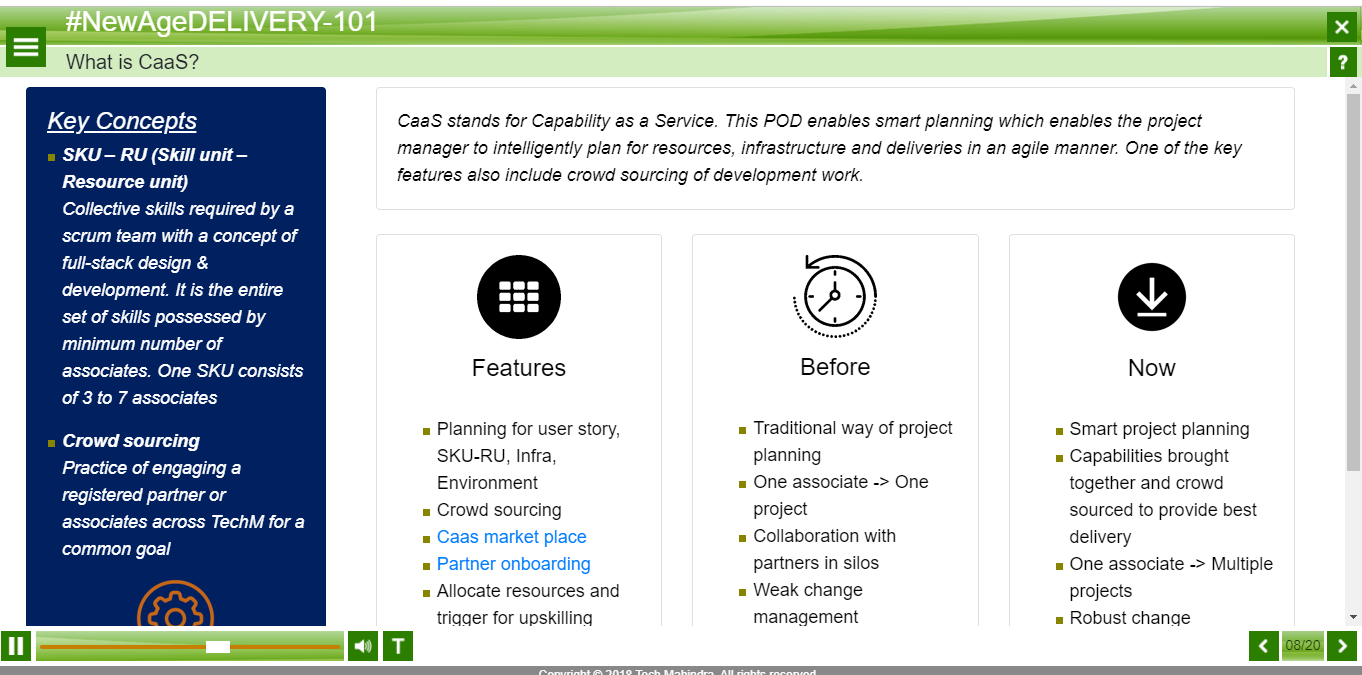 #NewAgeDELIVERY-101
What is CaaS?
?
Key Concepts
SKU – RU (Skill unit –
Resource unit)
Collective skills required by a
scrum team with a concept of
full-stack design &
development. It is the entire
set of skills possessed by
minimum number of
associates. One SKU consists
of 3 to 7 associates
Crowd sourcing
Practice of engaging a
registered partner or
associates across TechM for a
common goal
CaaS stands for Capability as a Service. This POD enables smart planning which enables the project
manager to intelligently plan for resources, infrastructure and deliveries in an agile manner. One of the key
features also include crowd sourcing of development work.
Features
Planning for user story,
SKU-RU, Infra,
Environment
Crowd sourcing
Caas market place
Partner onboarding
Allocate resources and
trigger for upskilling
Before
Traditional way of project
planning
One associate -> One
project
Collaboration with
partners in silos
Weak change
management
Now
Smart project planning
Capabilities brought
together and crowd
sourced to provide best
delivery
One associate -> Multiple
projects
Robust change
T
08/20
Copyright © 2018 Tech Mahindra. All rights reserved